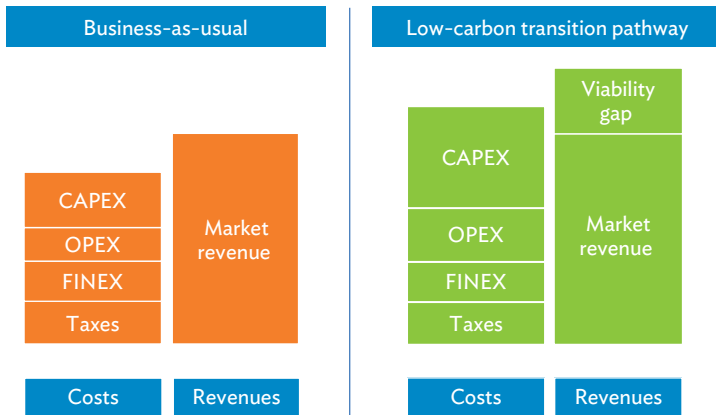 Business-as-usual
CAPEX
OPEX
FINEX
Taxes
Market
revenue
Costs
Revenues
Low-carbon transition pathway
CAPEX
OPEX
FINEX
Taxes
Viability
gap
Market
revenue
Costs
Revenues